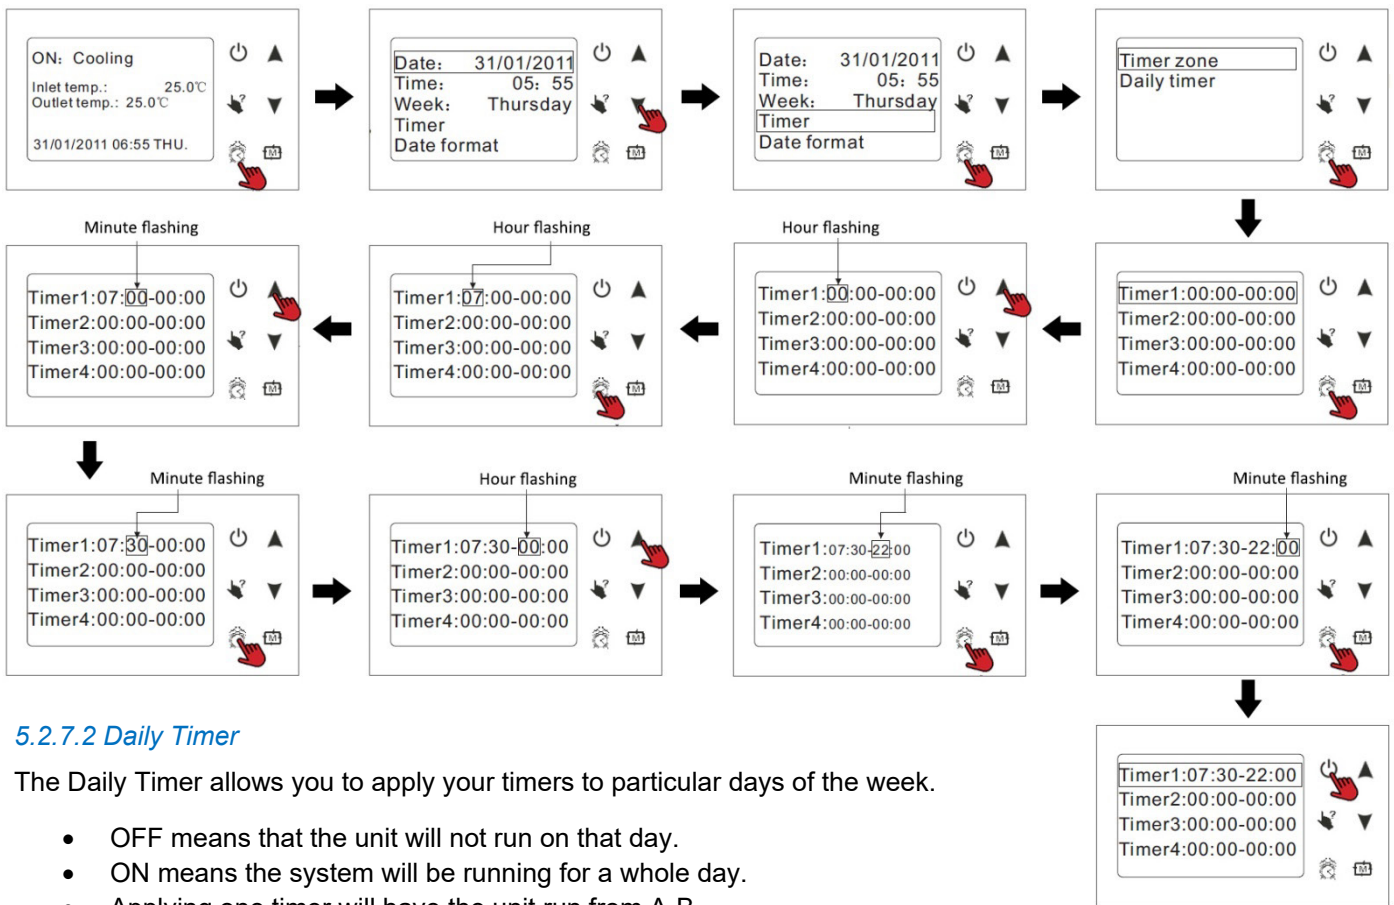 ON: Cooling
Inlet temp.: 25.0℃
Outlet temp.: 25.0℃
31/01/2011 06:55 THU.
Date: 31/01/2011
Time: 05: 55
Week: Thursday
Timer
Date format
Date: 31/01/2011
Time: 05: 55
Week: Thursday
Timer
Date format
Timer zone
Daily timer
Minute flashing
Timer1:07:00-00:00
Timer2:00:00-00:00
Timer3:00:00-00:00
Timer4:00:00-00:00
Hour flashing
Timer1:07:00-00:00
Timer2:00:00-00:00
Timer3:00:00-00:00
Timer4:00:00-00:00
Hour flashing
Timer1:00:00-00:00
Timer2:00:00-00:00
Timer3:00:00-00:00
Timer4:00:00-00:00
Timer1:00:00-00:00
Timer2:00:00-00:00
Timer3:00:00-00:00
Timer4:00:00-00:00
Minute flashing
Timer1:07:30-00:00
Timer2:00:00-00:00
Timer3:00:00-00:00
Timer4:00:00-00:00
Hour flashing
Timer1:07:30-00:00
Timer2:00:00-00:00
Timer3:00:00-00:00
Timer4:00:00-00:00
Minute flashing
Timer1:07:30-22:00
Timer2:00:00-00:00
Timer3:00:00-00:00
Timer4:00:00-00:00
Minute flashing
Timer1:07:30-22:00
Timer2:00:00-00:00
Timer3:00:00-00:00
Timer4:00:00-00:00
Timer1:07:30-22:00
Timer2:00:00-00:00
Timer3:00:00-00:00
Timer4:00:00-00:00
5.2.7.2 Daily Timer
The Daily Timer allows you to apply your timers to particular days of the week.
• OFF means that the unit will not run on that day.
• ON means the system will be running for a whole day.
• Applying one timer will have the unit run from A-B